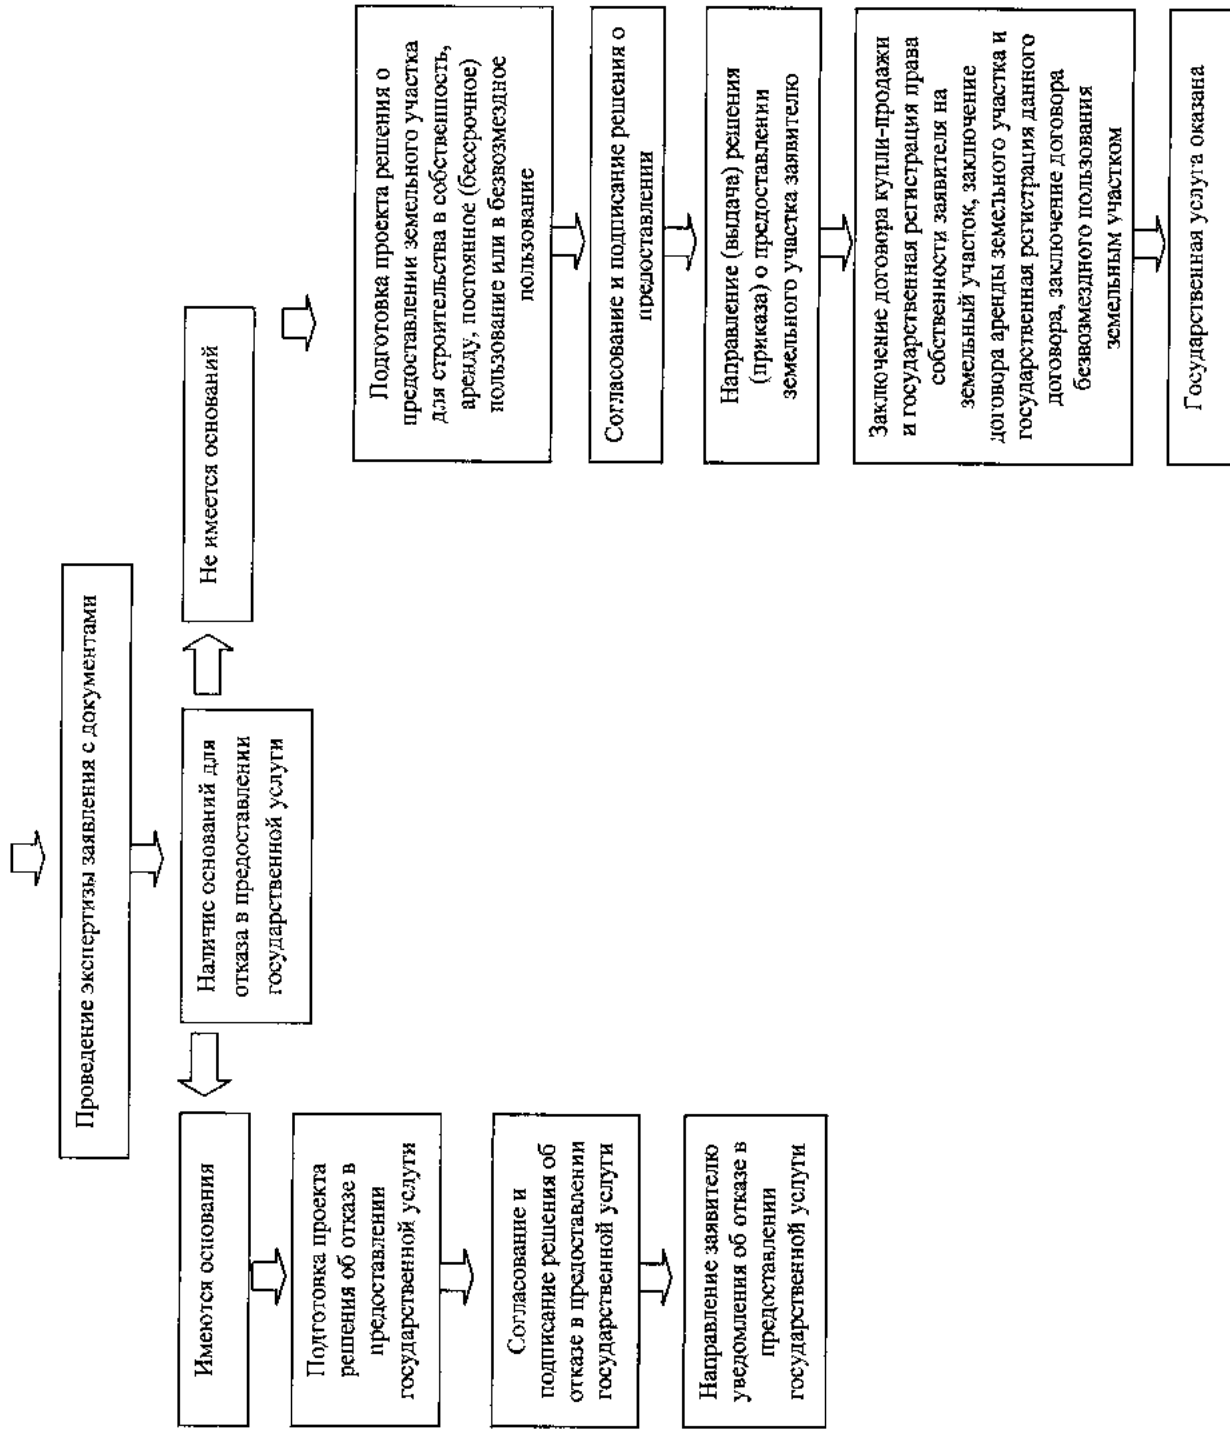 Проведение экспертизы заявления с документами
Наличис оснований для
отказа в предоставлении
государственной услуги
Имеются основания
Подготовка проекта
решения об отказе в
предоставлении
государственной услуги
Согласование и
подписание решения об
отказе в предоставлении
государственной услуги
Направление заявителю
уведомления об отказе в
предоставлении
государственной услуги
Не имеется оснований
Подготовка проекта решения о
предоставлении земельного участка
для строительства в собственность,
аренду, постоянное (бессрочное)
пользование или в безвозмездное
пользование
Согласование и подписание решения о
предоставлении
Направление (выдача) решения
(приказа) о предоставлении
земельного участка заявителю
Заключение договора купли-продажи
и государственная регистрация права
собственности заявителя на
земельный участок, заключение
договора аренды земельного участка и
государственная регистрация данного
договора, заключение договора
безвозмездного пользования
земельным участком
Государственная услуга оказана